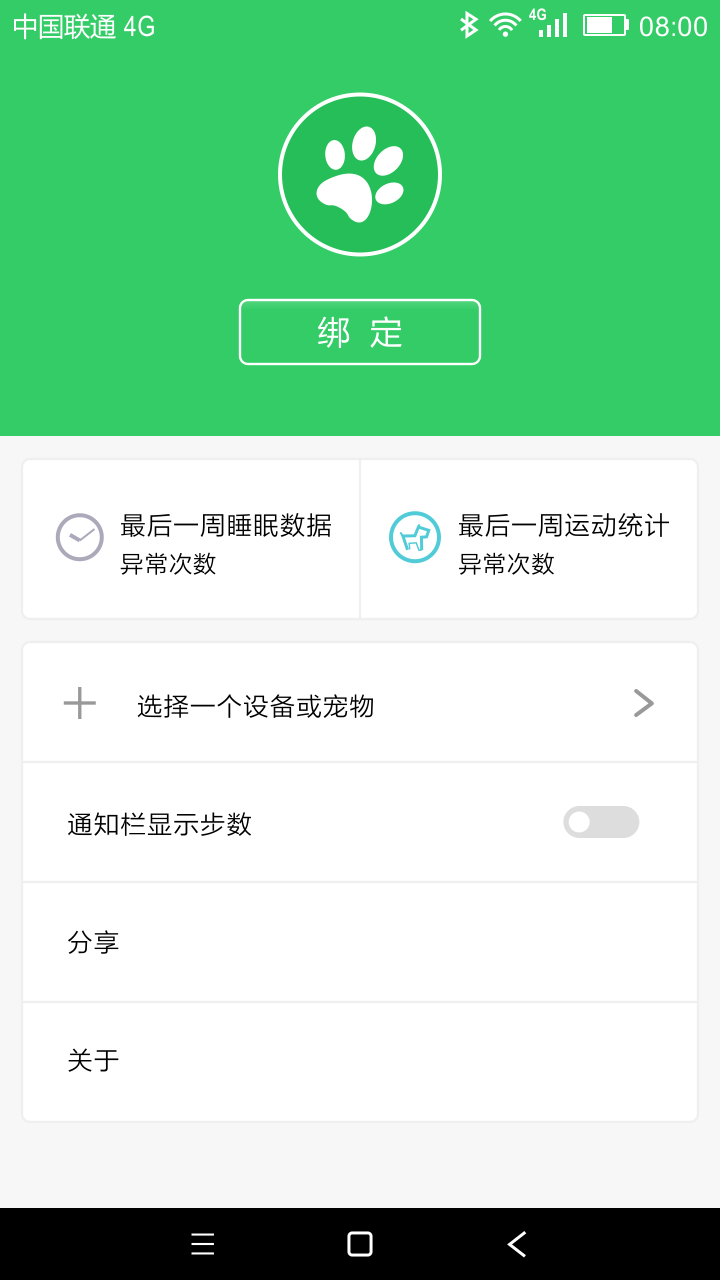 中国联通 4G 4G 08:00
绑 定
最后一周睡眠数据
异常次数
最后一周运动统计
异常次数
选择一个设备或宠物
通知栏显示步数
分享
关于